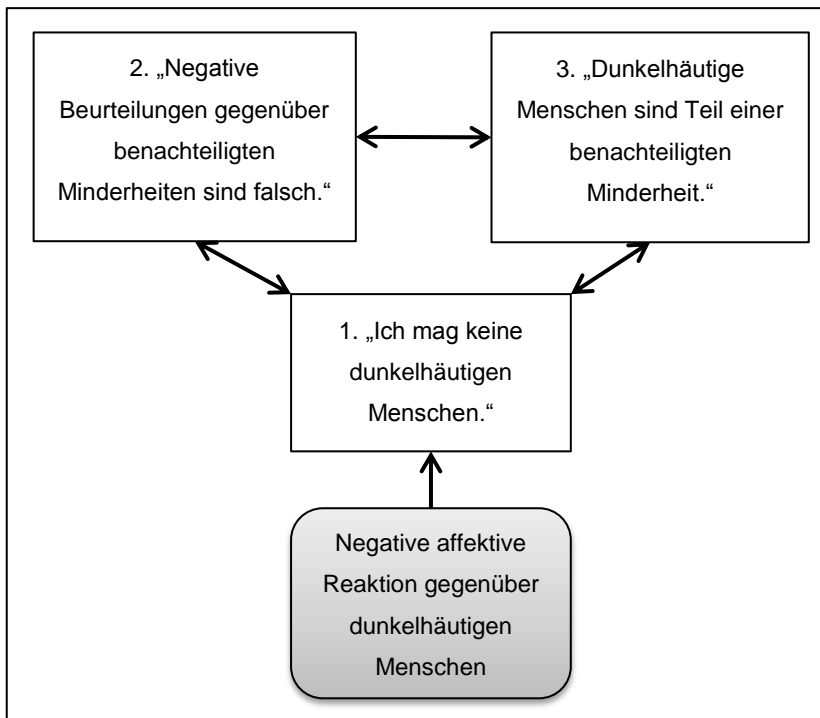 2. „Negative
Beurteilungen gegenüber
benachteiligten
Minderheiten sind falsch.“
3. „Dunkelhäutige
Menschen sind Teil einer
benachteiligten
Minderheit.“
1. „Ich mag keine
dunkelhäutigen
Menschen.“
Negative affektive
Reaktion gegenüber
dunkelhäutigen
Menschen